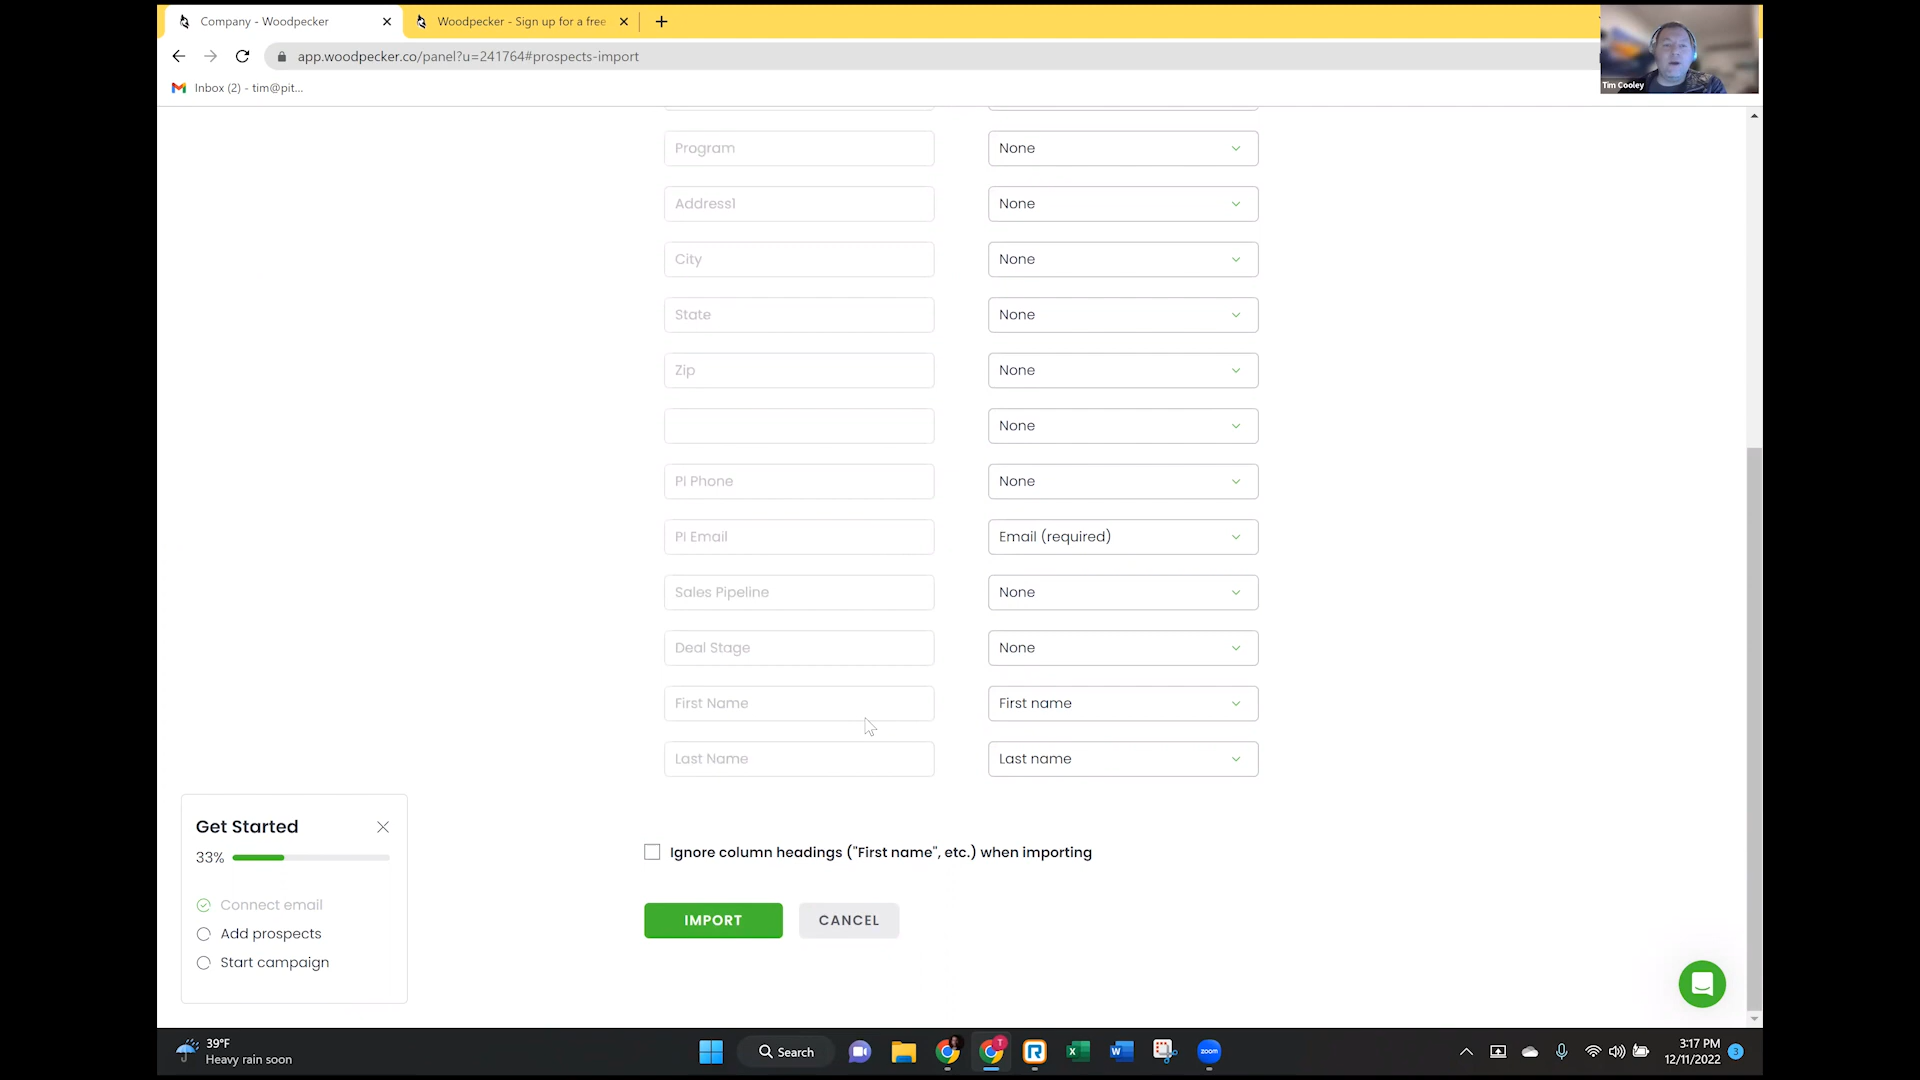 Company - Woodpecker
Woodpecker - Sign up for a free
app.woodpecker.co/panel?u=241764#prospects-import
Inbox (2) - tim@pit...
Tim Cooley
Program
None
Address1
None
City
None
State
None
Zip
None
None
PI Phone
None
PI Email
Email (required)
Sales Pipeline
None
Deal Stage
None
First Name
First name
Last Name
Last name
Ignore column headings ("First name", etc.) when importing
IMPORT
CANCEL
Get Started
33%
Connect email
Add prospects
Start campaign
39°F
Heavy rain soon
Search
zoom
3:17 PM
12/11/2022
3